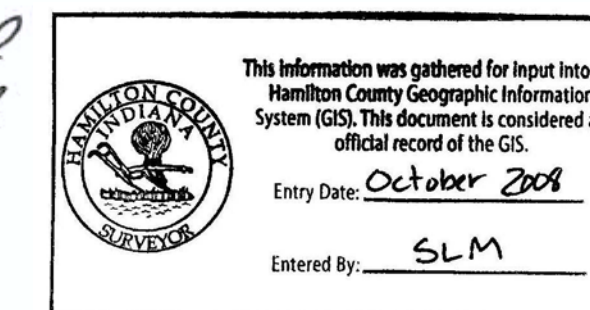 This information was gathered for input into
Hamilton County Geographic Information
System (GIS). This document is considered a
official record of the GIS.
Entry Date: October 2008
Entered By: SLM
HAMILTON COUNTY
INDIANA
SURVEYOR